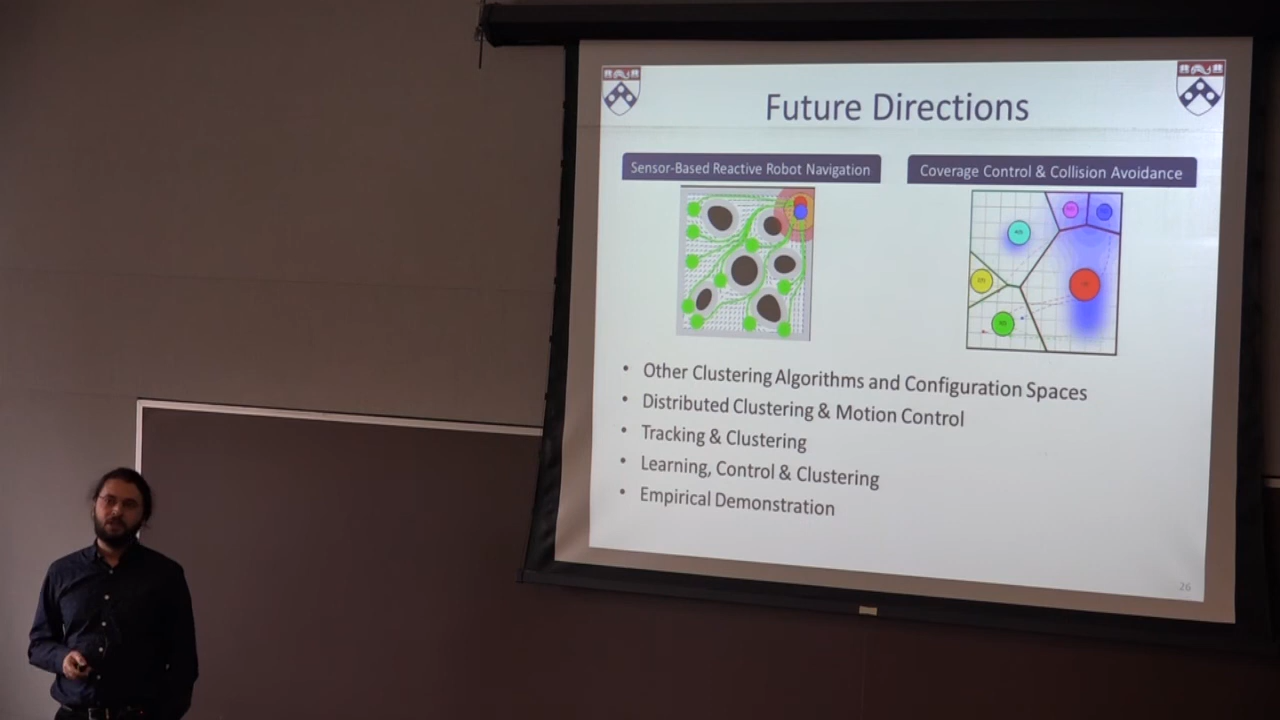 Future Directions
Sensor-Based Reactive Robot Navigation
Coverage Control & Collision Avoidance
• Other Clustering Algorithms and Configuration Spaces
• Distributed Clustering & Motion Control
• Tracking & Clustering
• Learning, Control & Clustering
• Empirical Demonstration
26